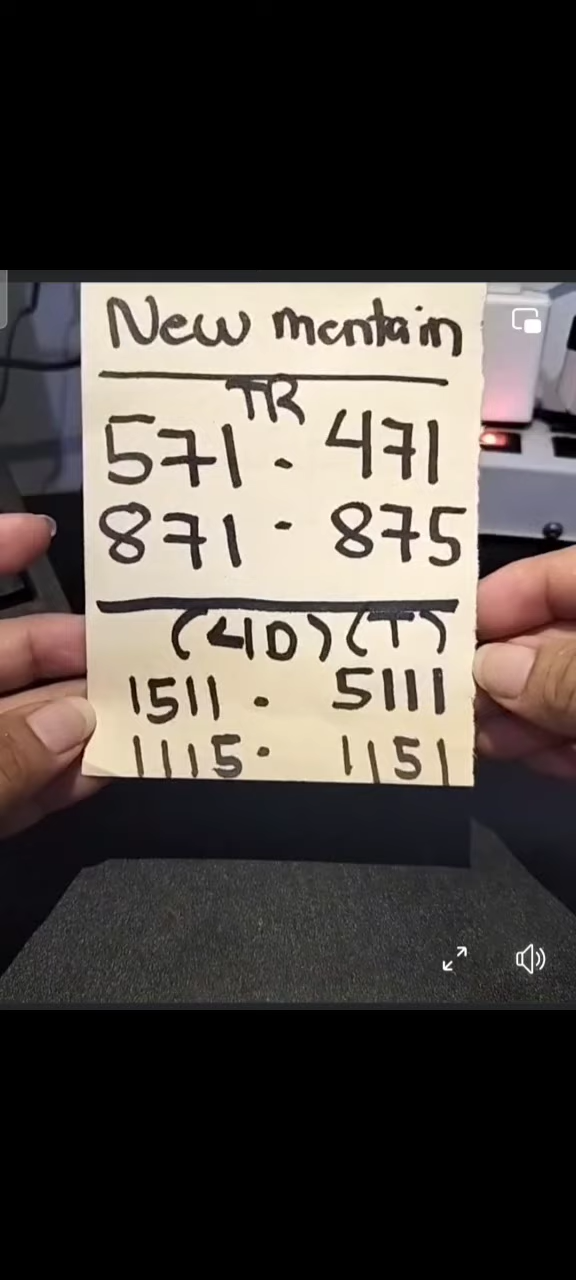 New mentain
TR
571 - 471
871 - 875
(4D) (T)
1511 - 5111
1115 - 1151